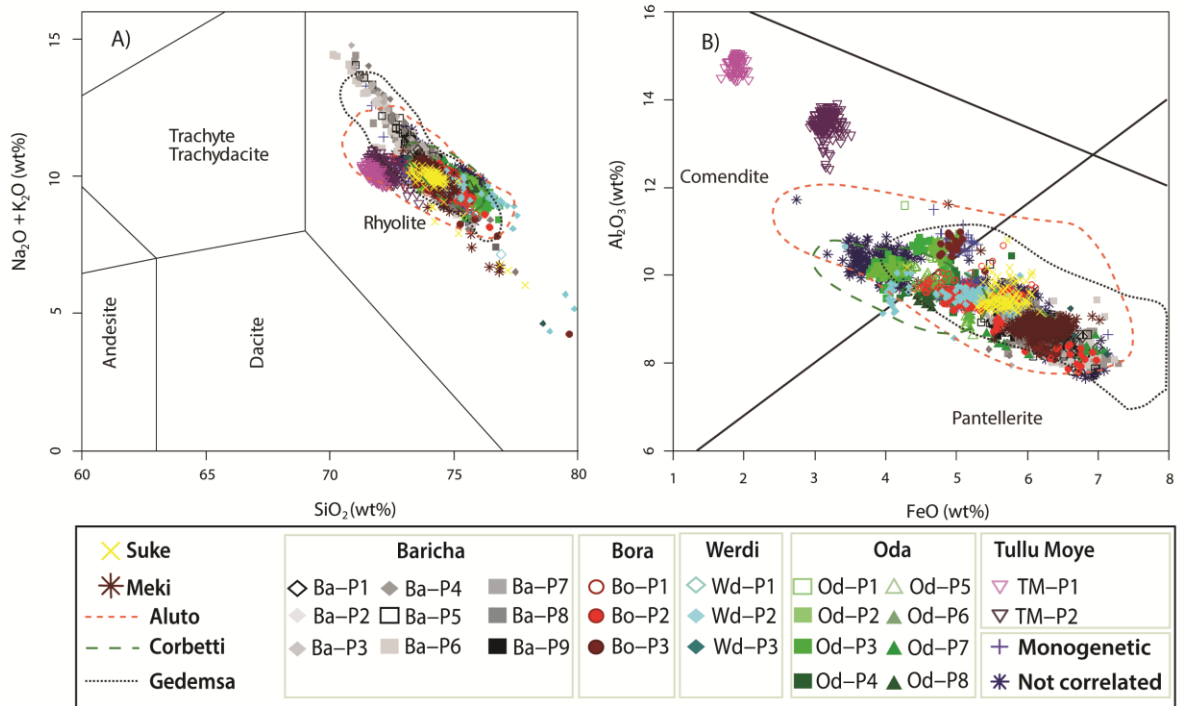 A)
15
10
5
0
Na₂O + K₂O (wt%)
Trachyte
Trachydacite
Rhyolite
Andesite
Dacite
60
65
70
75
80
SiO₂ (wt%)
B)
16
14
12
10
8
6
Al₂O₃ (wt%)
Comendite
Pantellerite
1
2
3
4
5
6
7
8
FeO (wt%)
Suke
Meki
Aluto
Corbetti
Gedemsa
Baricha
Ba–P1
Ba–P2
Ba–P3
Ba–P4
Ba–P5
Ba–P6
Ba–P7
Ba–P8
Ba–P9
Bora
Bo–P1
Bo–P2
Bo–P3
Werdi
Wd–P1
Wd–P2
Wd–P3
Oda
Od–P1
Od–P2
Od–P3
Od–P4
Od–P5
Od–P6
Od–P7
Od–P8
Tullu Moye
TM–P1
TM–P2
Monogenetic
Not correlated